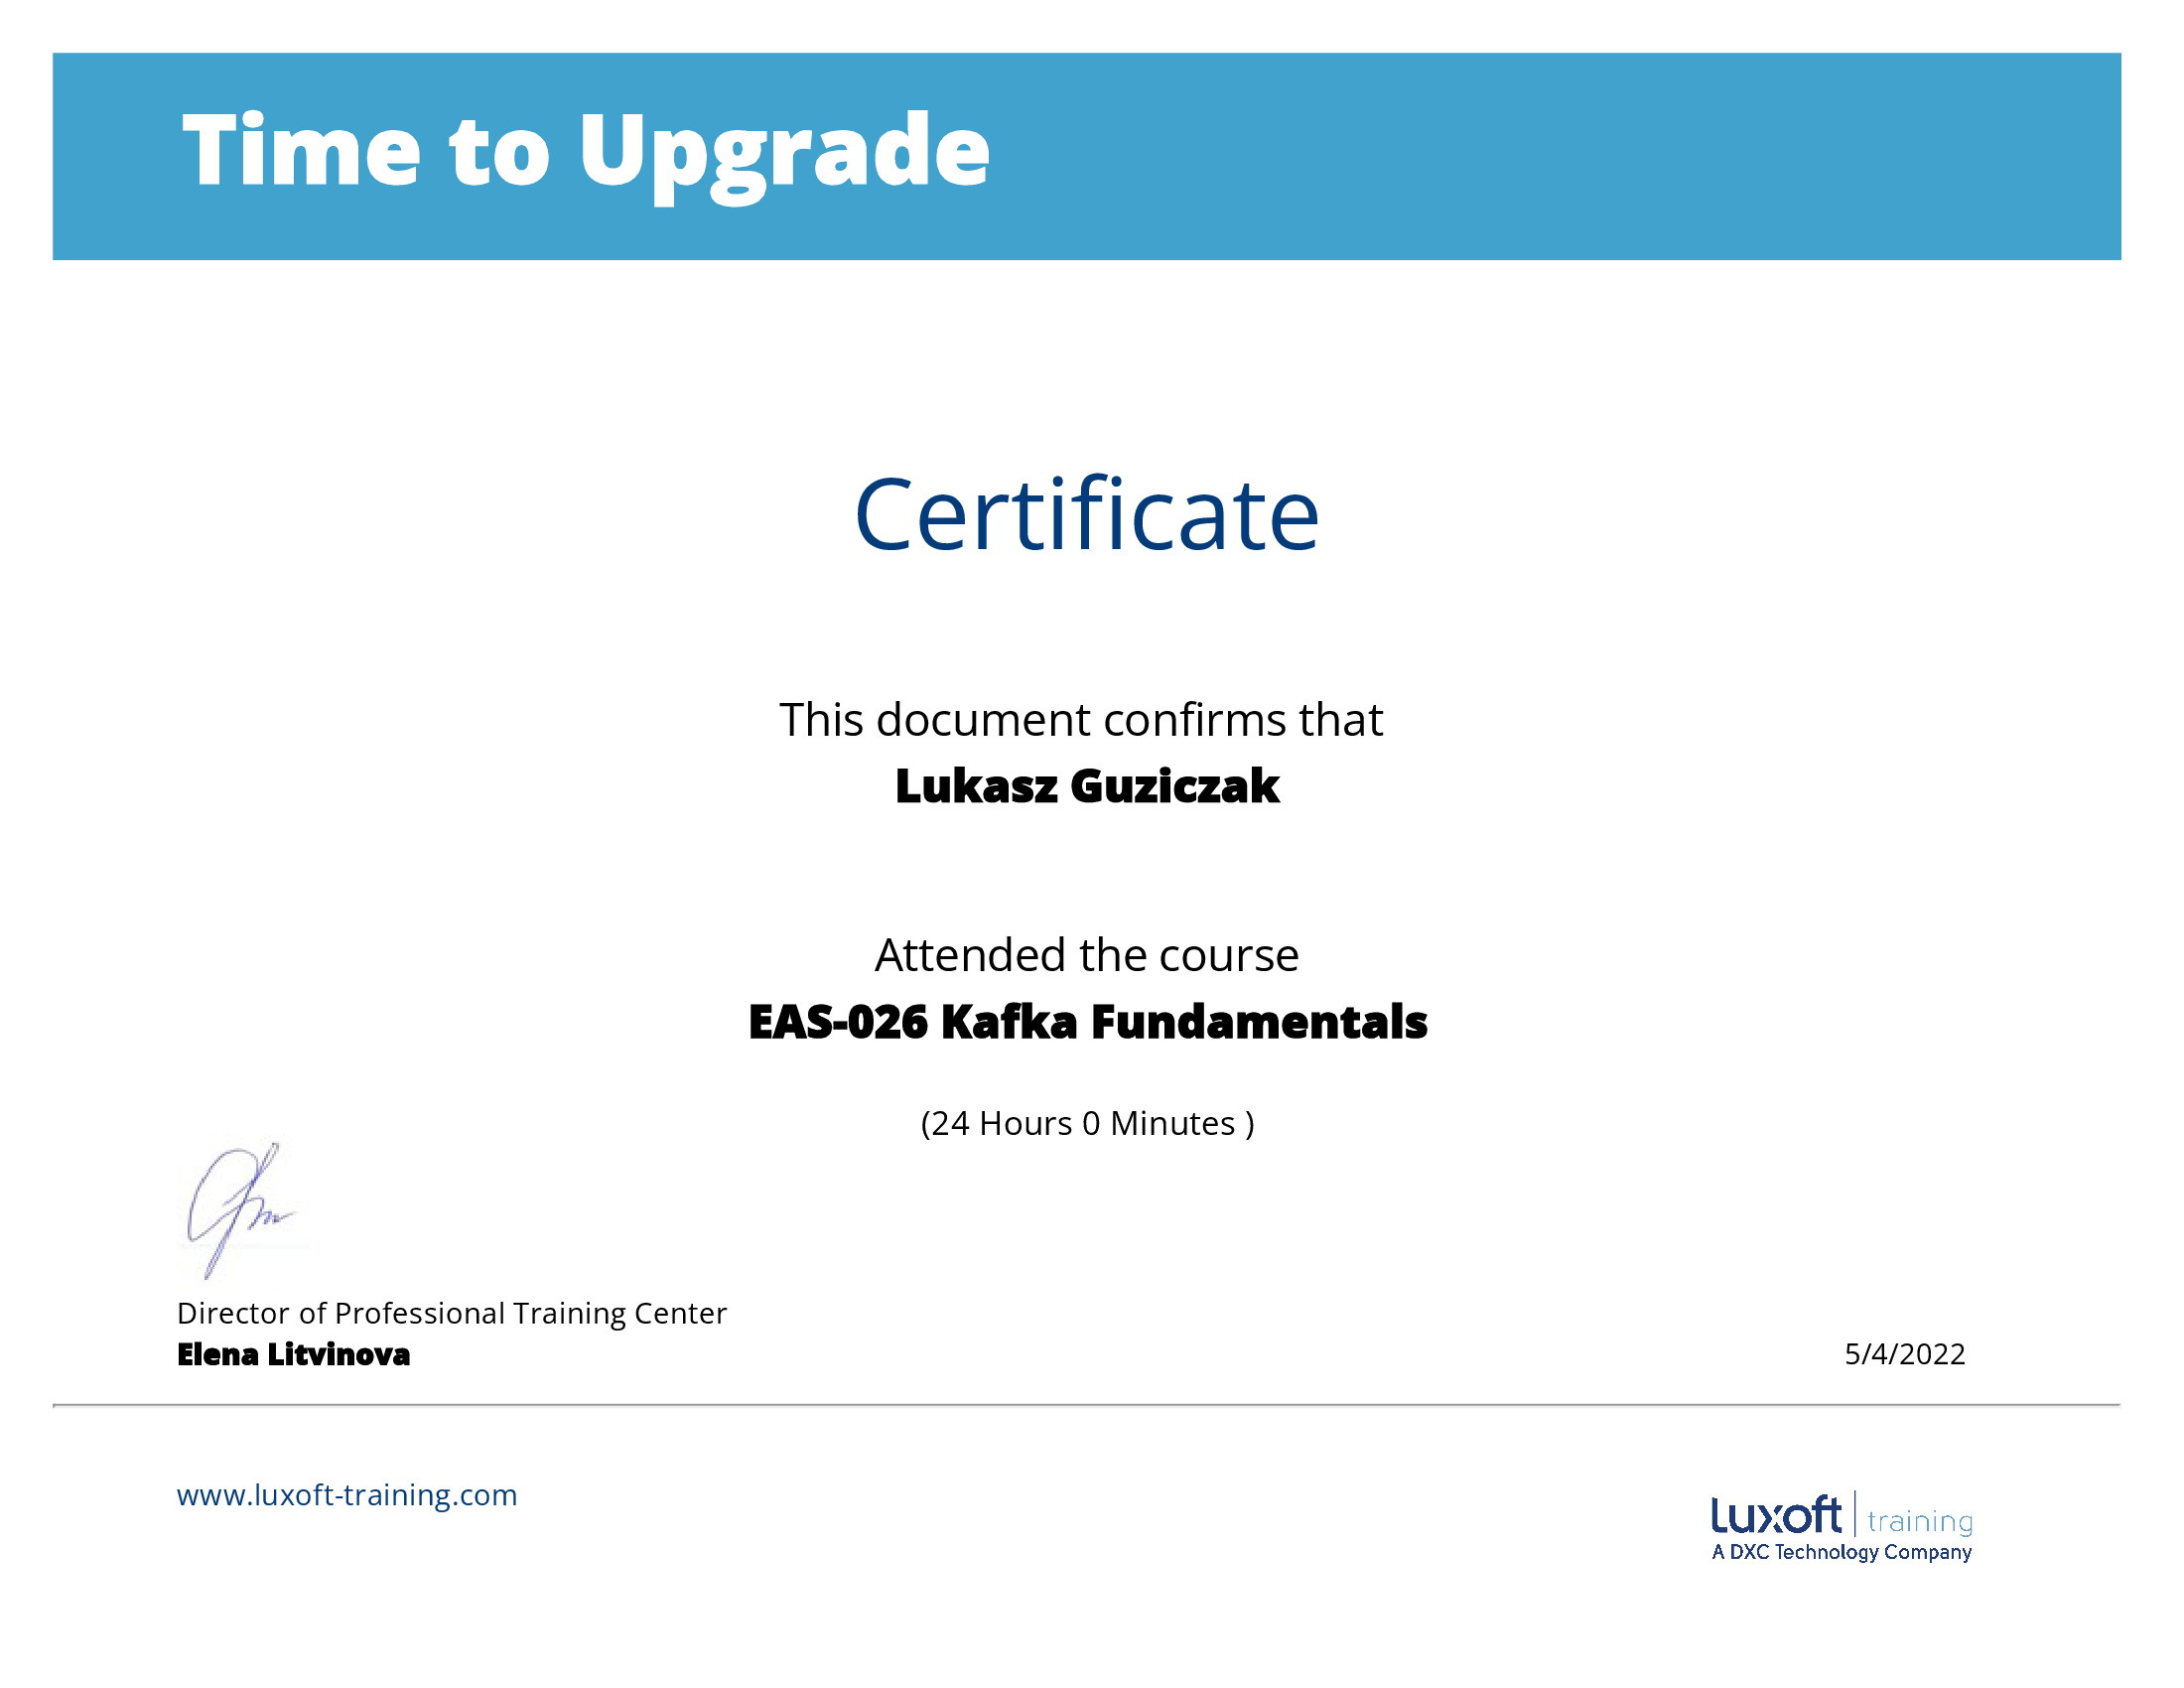 Time to Upgrade
Certificate
This document confirms that
Lukasz Guziczak
Attended the course
EAS-026 Kafka Fundamentals
(24 Hours 0 Minutes )
Director of Professional Training Center
Elena Litvinova
5/4/2022
www.luxoft-training.com
luxoft training
A DXC Technology Company